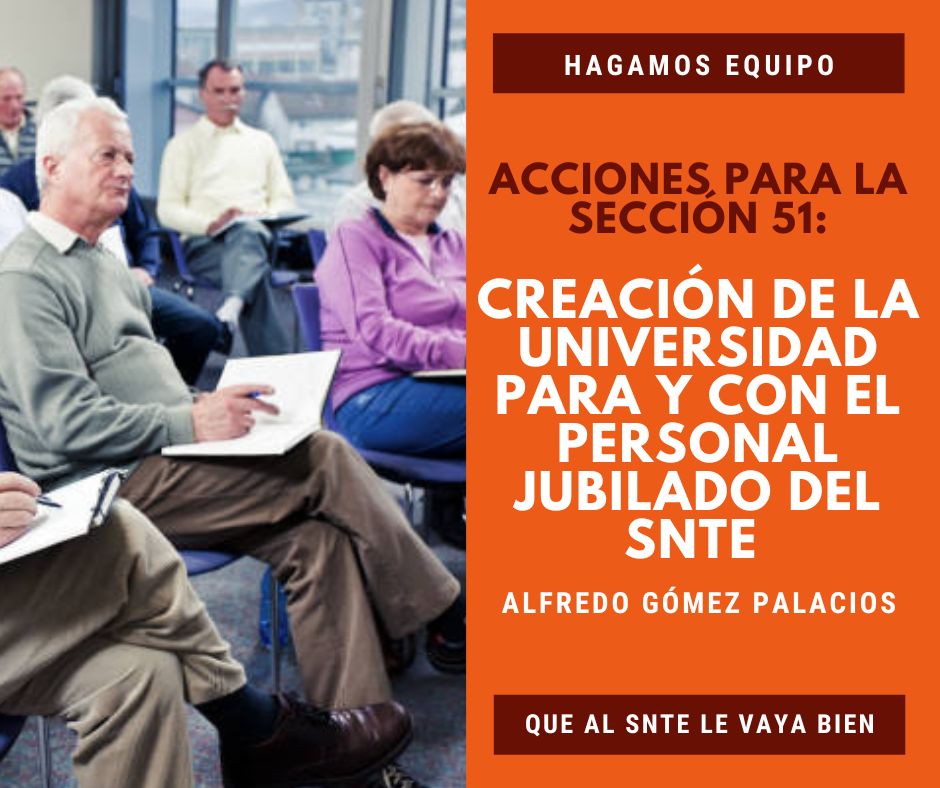 HAGAMOS EQUIPO
ACCIONES PARA LA
SECCIÓN 51:
CREACIÓN DE LA
UNIVERSIDAD
PARA Y CON EL
PERSONAL
JUBILADO DEL
SNTE
ALFREDO GÓMEZ PALACIOS
QUE AL SNTE LE VAYA BIEN